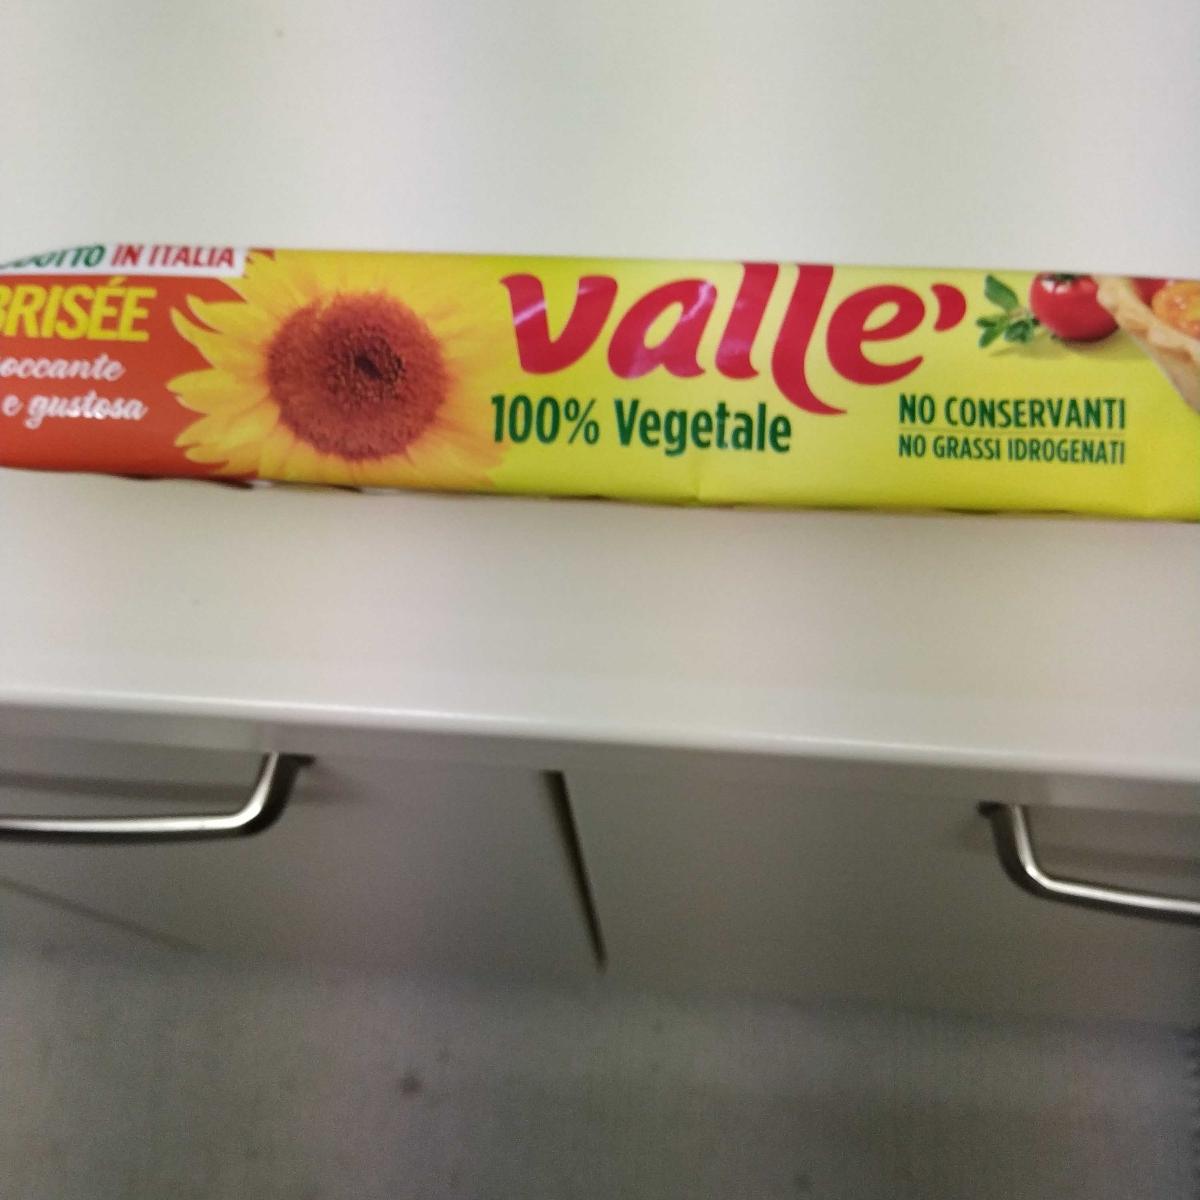 IN ITALIA
BRISÉE
e gustosa
valle'
100% Vegetale
NO CONSERVANTI
NO GRASSI IDROGENATI